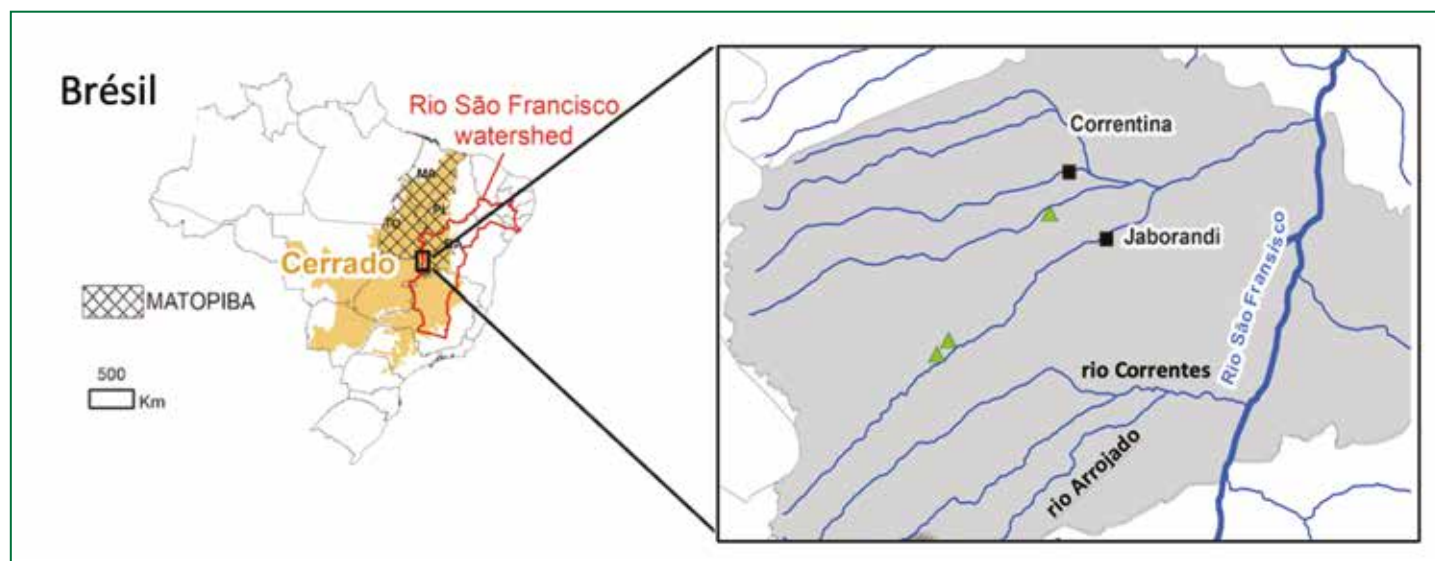 Brésil
Rio São Francisco
watershed
MA
TO
PI
BA
Cerrado
MATOPIBA
500
Km
Correntina
Jaborandi
Rio São Fransisco
rio Correntes
rio Arrojado